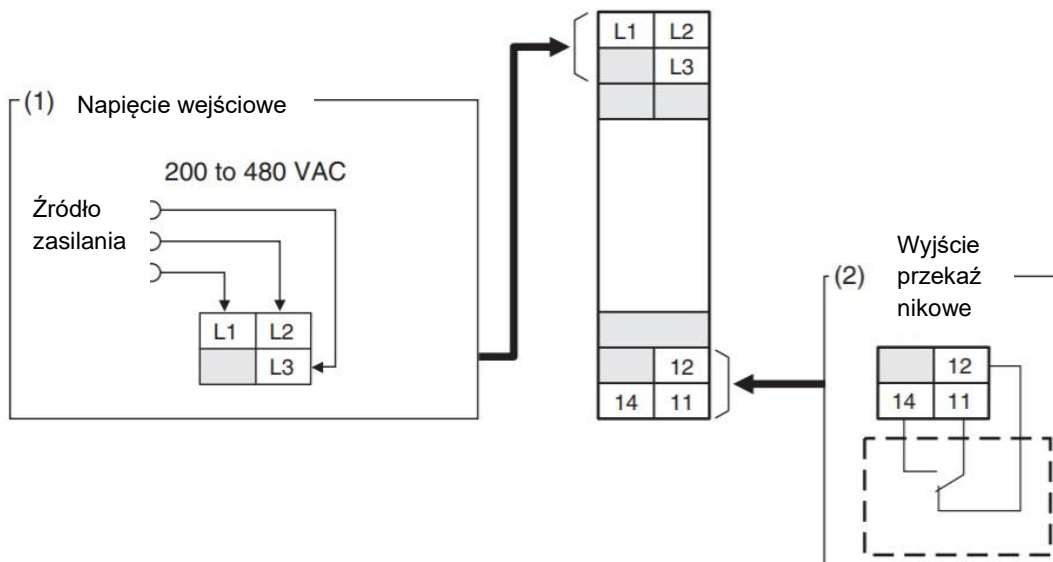 (1) Napięcie wejściowe
200 to 480 VAC
Źródło
zasilania
L1 L2
L3
L1 L2
L3
12
14 11
(2) Wyjście
przekaź
nikowe
12
14 11